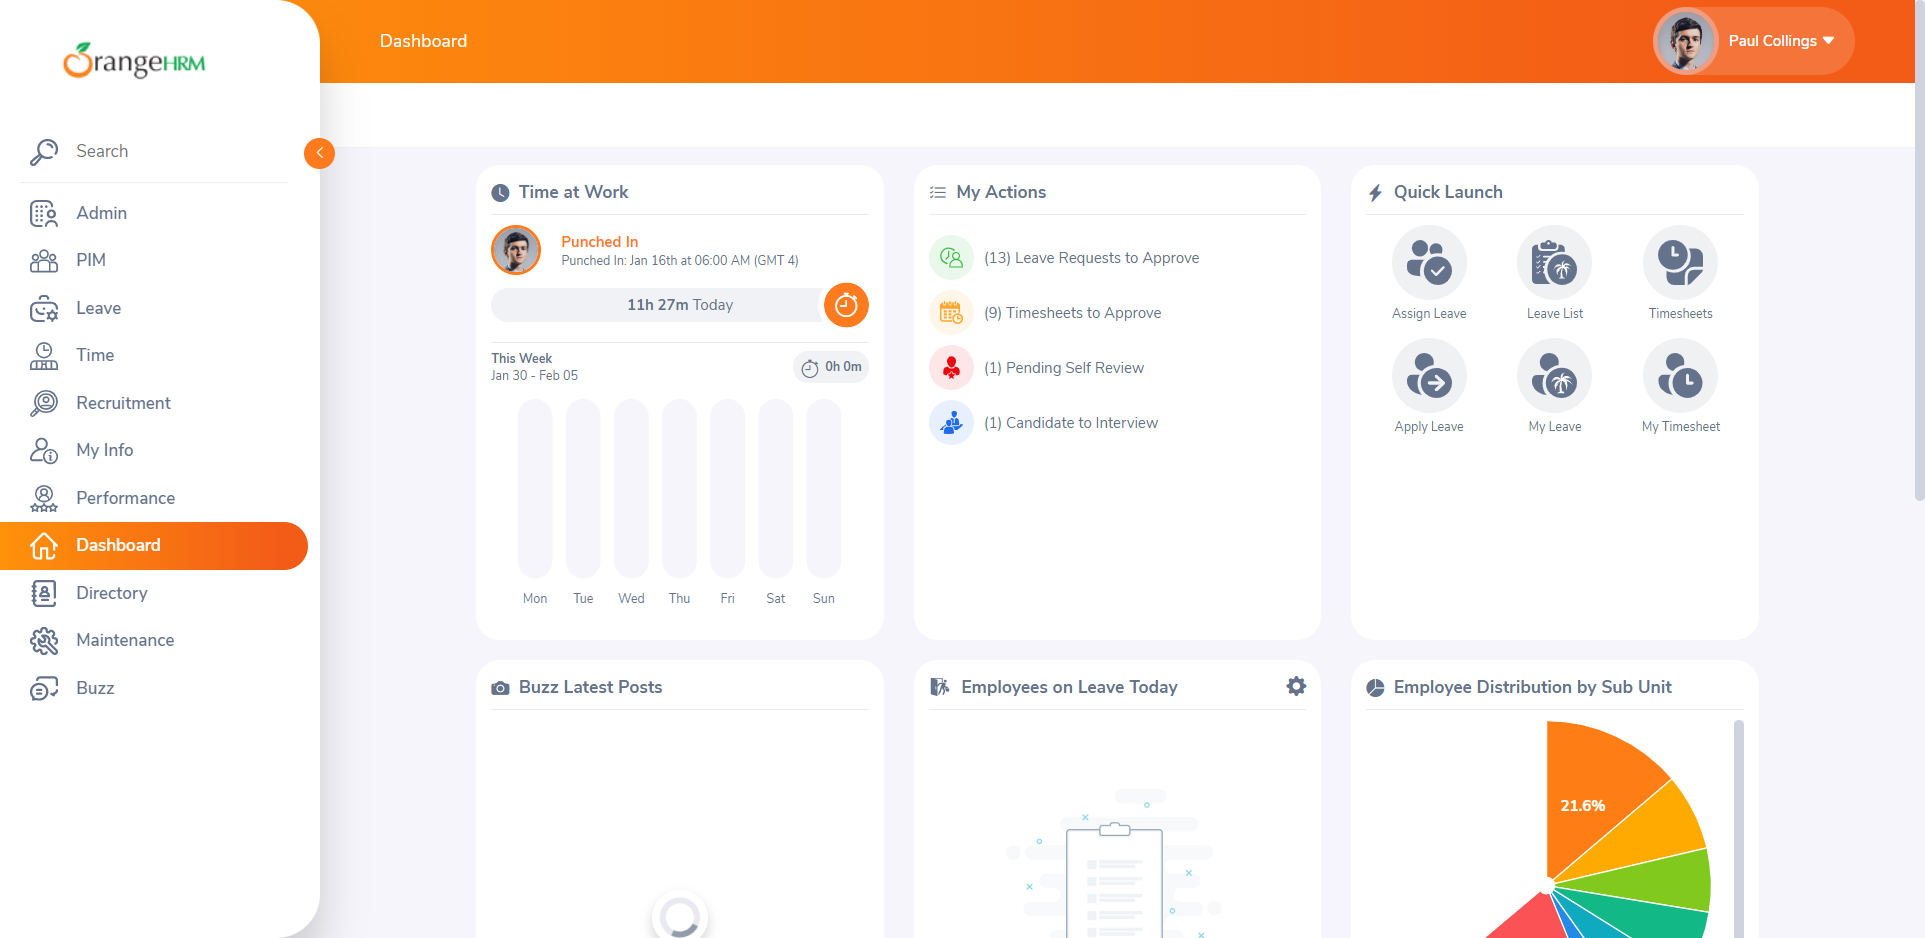 OrangeHRM
Dashboard
Paul Collings
Search
Admin
PIM
Leave
Time
Recruitment
My Info
Performance
Dashboard
Directory
Maintenance
Buzz
Time at Work
Punched In
Punched In: Jan 16th at 06:00 AM (GMT 4)
11h 27m Today
This Week
Jan 30 - Feb 05
0h 0m
Mon Tue Wed Thu Fri Sat Sun
My Actions
(13) Leave Requests to Approve
(9) Timesheets to Approve
(1) Pending Self Review
(1) Candidate to Interview
Quick Launch
Assign Leave Leave List Timesheets
Apply Leave My Leave My Timesheet
Buzz Latest Posts
Employees on Leave Today
Employee Distribution by Sub Unit
21.6%